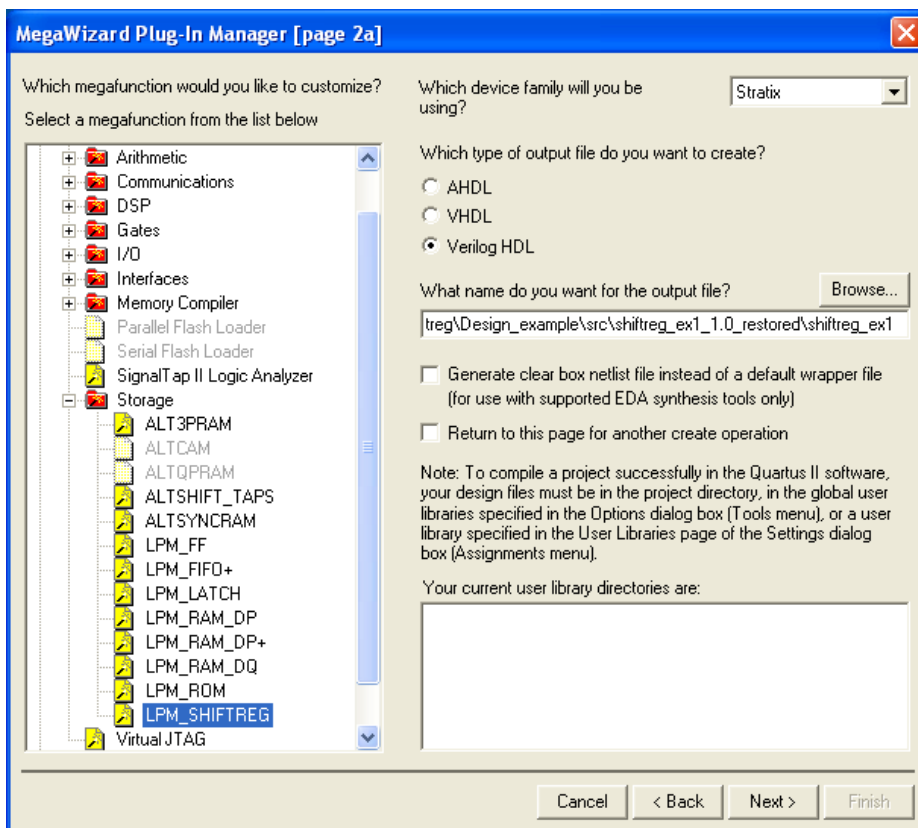 MegaWizard Plug-In Manager [page 2a]
Which megafunction would you like to customize?
Select a megafunction from the list below
Arithmetic
Communications
DSP
Gates
I/O
Interfaces
Memory Compiler
Parallel Flash Loader
Serial Flash Loader
SignalTap II Logic Analyzer
Storage
ALT3PRAM
ALTCAM
ALTQPRAM
ALTSHIFT_TAPS
ALTSYNCRAM
LPM_FF
LPM_FIFO+
LPM_LATCH
LPM_RAM_DP
LPM_RAM_DP+
LPM_RAM_DQ
LPM_ROM
LPM_SHIFTREG
Virtual JTAG
Which device family will you be
using?
Stratix
Which type of output file do you want to create?
AHDL
VHDL
Verilog HDL
What name do you want for the output file?
Browse...
treg\Design_example\src\shiftreg_ex1_1.0_restored\shiftreg_ex1
Generate clear box netlist file instead of a default wrapper file
(for use with supported EDA synthesis tools only)
Return to this page for another create operation
Note: To compile a project successfully in the Quartus II software,
your design files must be in the project directory, in the global user
libraries specified in the Options dialog box (Tools menu), or a user
library specified in the User Libraries page of the Settings dialog
box (Assignments menu).
Your current user library directories are:
Cancel
< Back
Next >
Finish